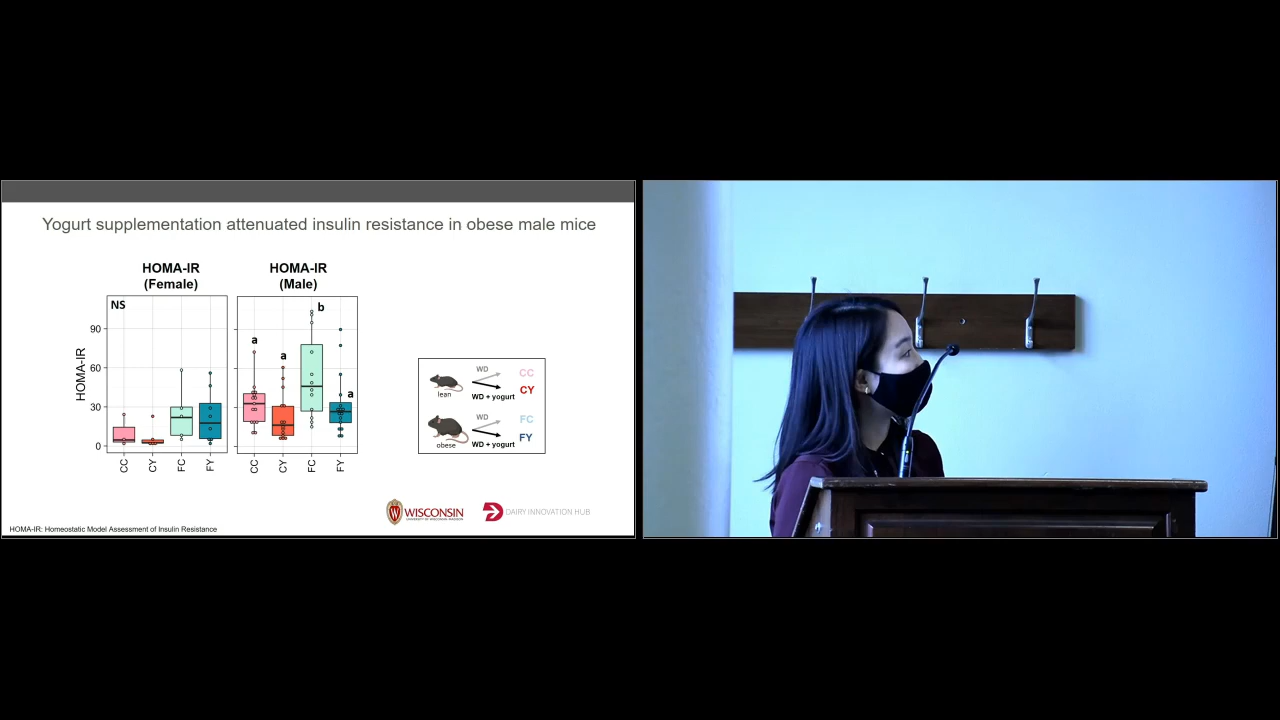 Yogurt supplementation attenuated insulin resistance in obese male mice
HOMA-IR
(Female)
HOMA-IR
(Male)
HOMA-IR
90
60
30
0
NS
a
a
b
a
CC
CY
FC
FY
CC
CY
FC
FY
lean
WD
CC
WD + yogurt
CY
obese
WD
FC
WD + yogurt
FY
WISCONSIN
UNIVERSITY OF WISCONSIN-MADISON
DAIRY INNOVATION HUB
HOMA-IR: Homeostatic Model Assessment of Insulin Resistance